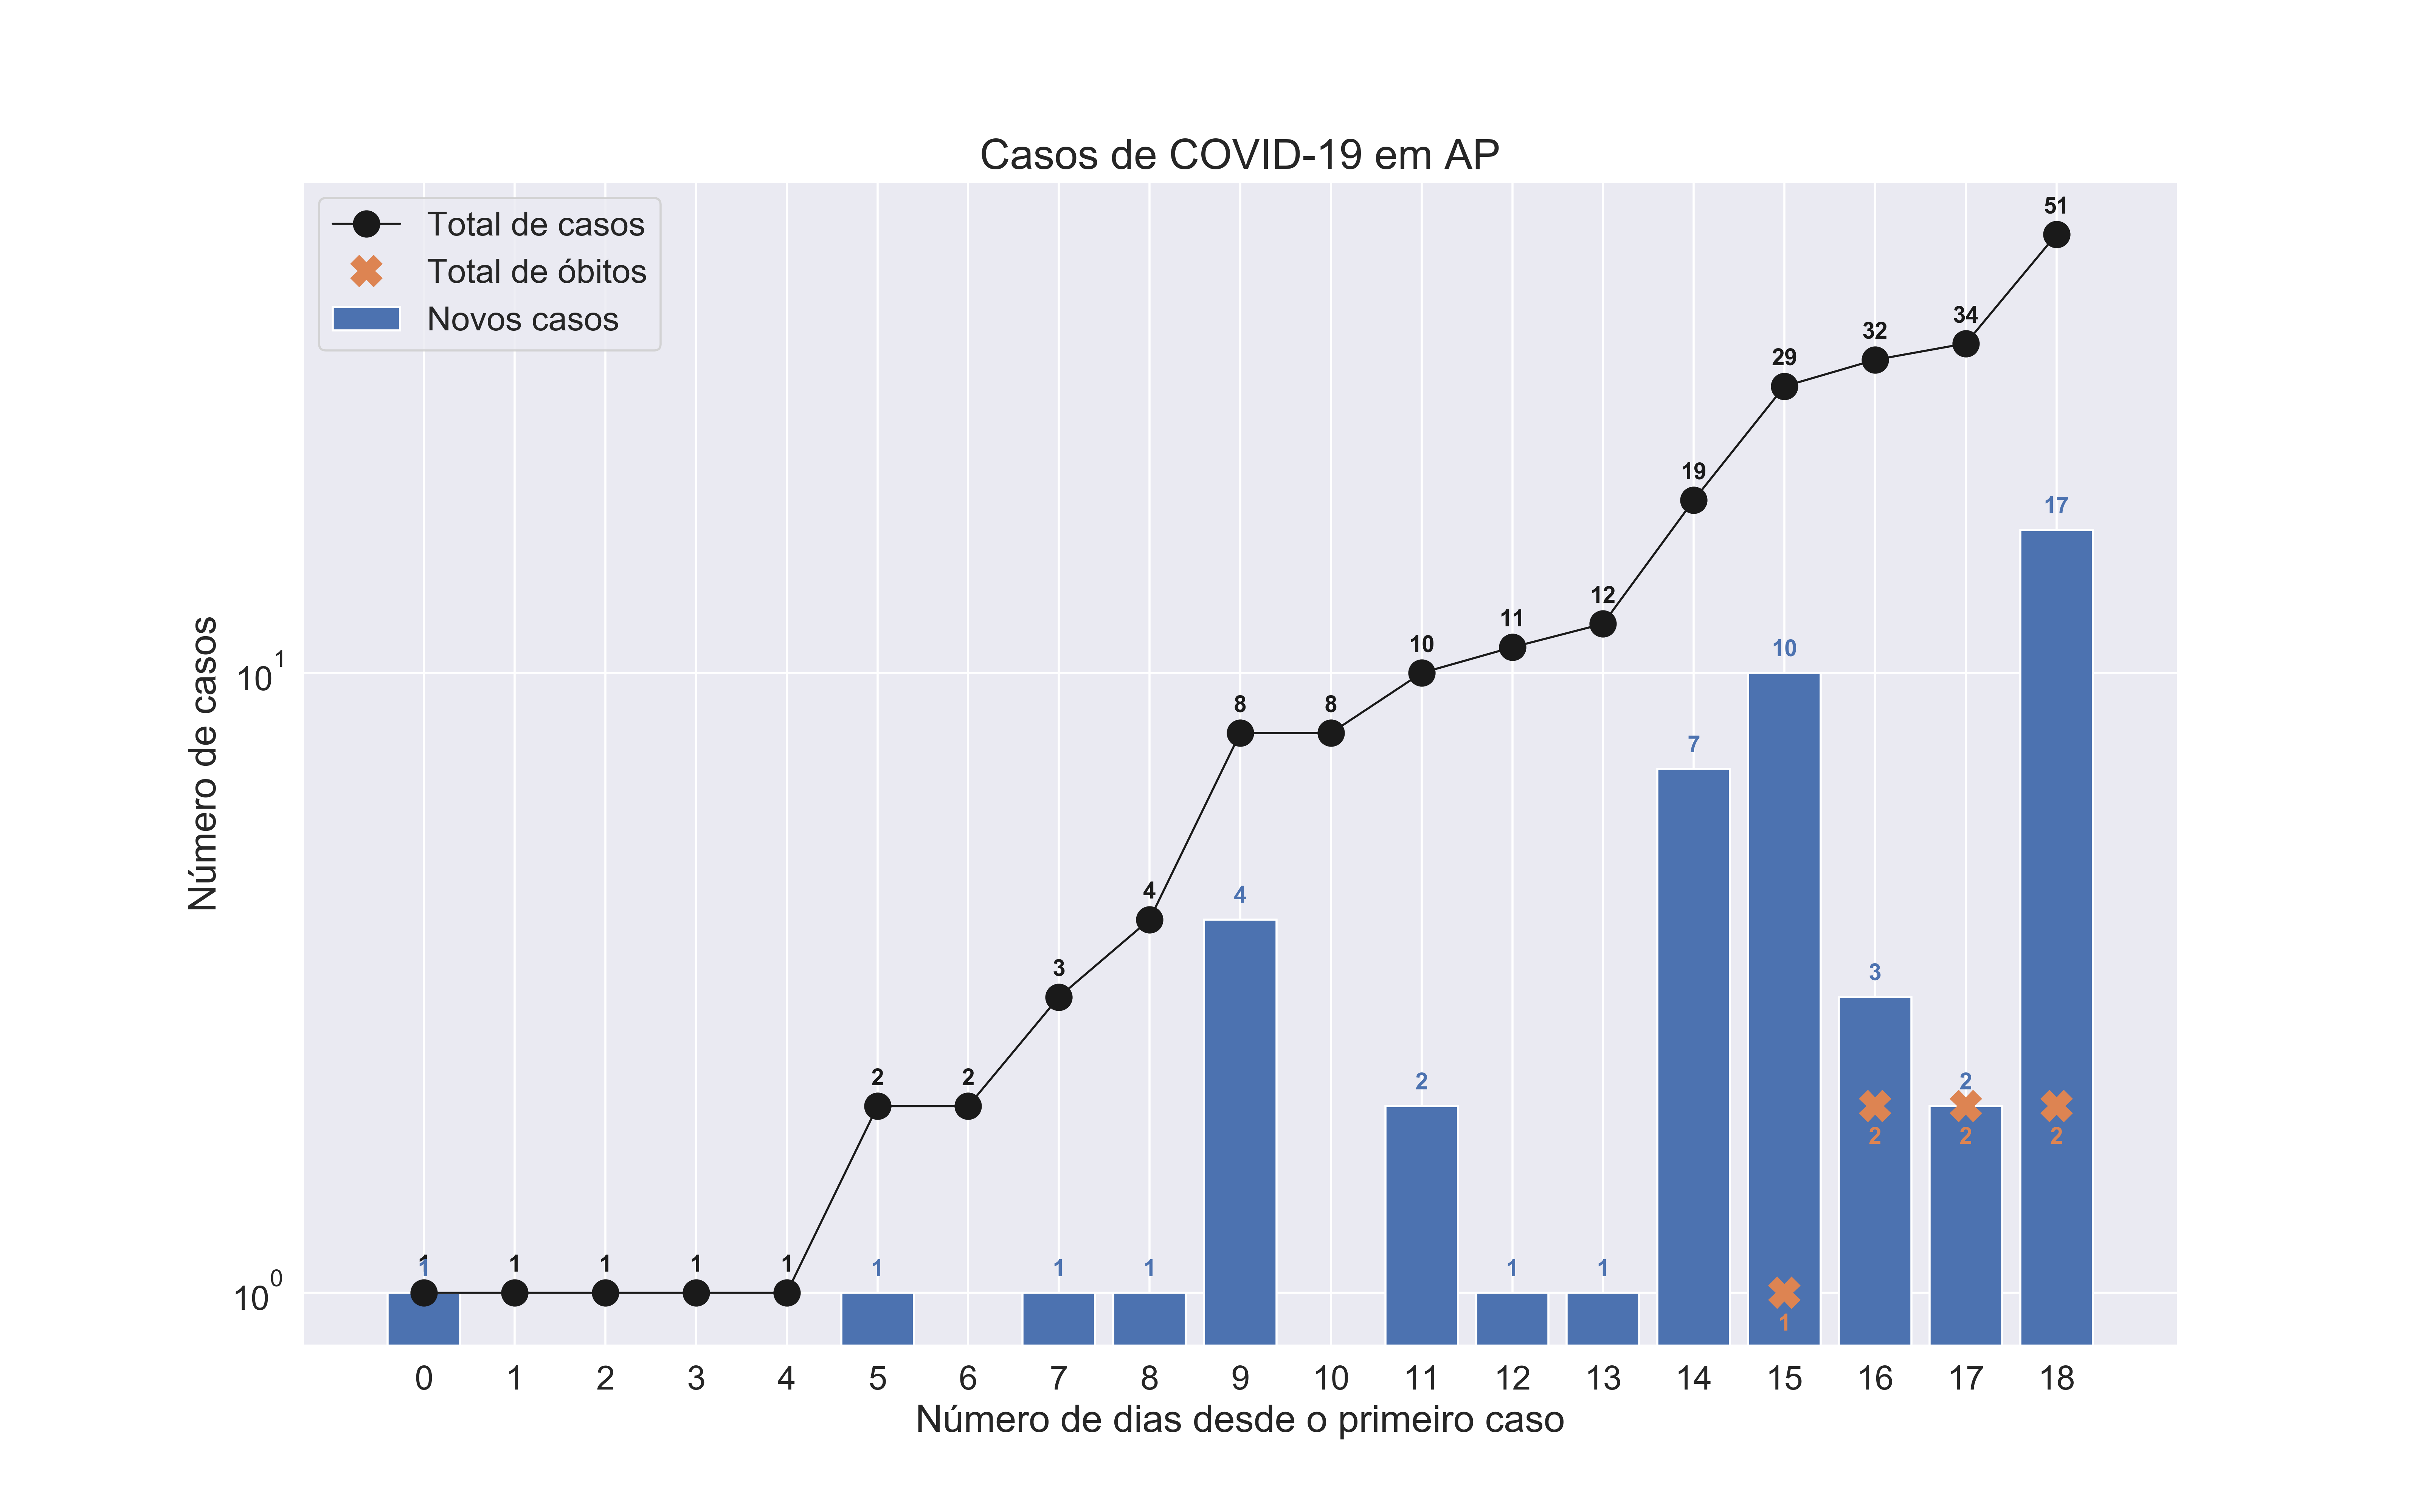 Casos de COVID-19 em AP
Total de casos
Total de óbitos
Novos casos
Número de casos
10^1
10^0
1 1 1 1 1 2 2 3 4 8 8 10 11 12 19 29 32 34 51
1 1 1 1 4 2 1 1 7 10 3 2 17
1 2 2 2
0 1 2 3 4 5 6 7 8 9 10 11 12 13 14 15 16 17 18
Número de dias desde o primeiro caso